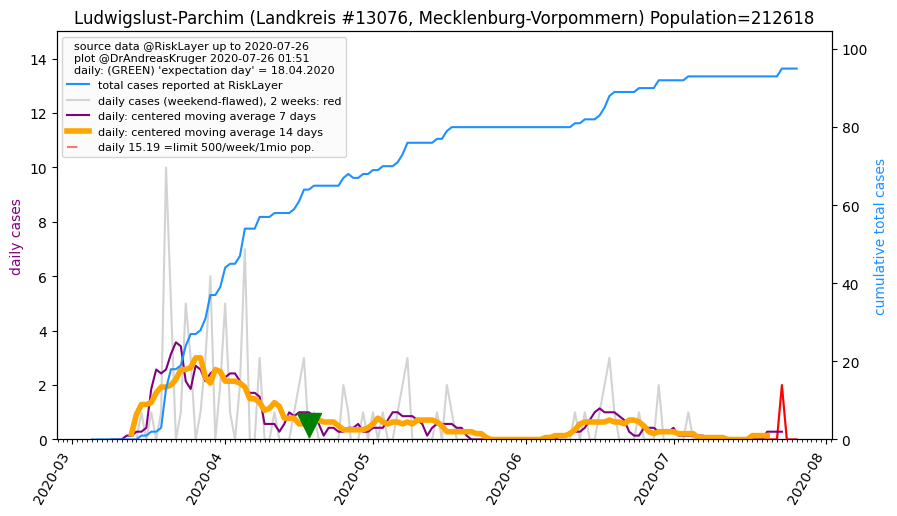 Ludwigslust-Parchim (Landkreis #13076, Mecklenburg-Vorpommern) Population=212618
source data @RiskLayer up to 2020-07-26
plot @DrAndreasKruger 2020-07-26 01:51
daily: (GREEN) 'expectation day' = 18.04.2020
total cases reported at RiskLayer
daily cases (weekend-flawed), 2 weeks: red
daily: centered moving average 7 days
daily: centered moving average 14 days
daily 15.19 =limit 500/week/1mio pop.
daily cases
14
12
10
8
6
4
2
0
cumulative total cases
100
80
60
40
20
0
2020-03
2020-04
2020-05
2020-06
2020-07
2020-08